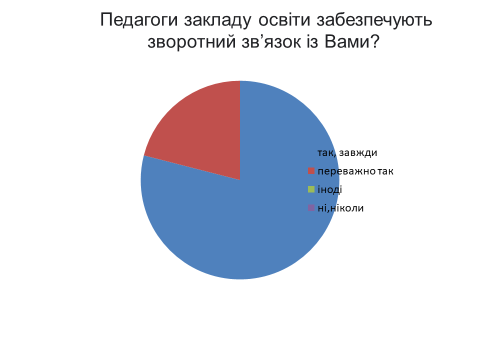 Педагоги закладу освіти забезпечують
зворотний зв’язок із Вами?
так, завжди
переважно так
іноді
ні,ніколи